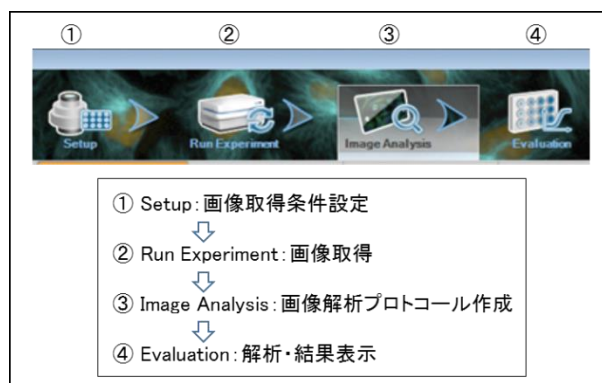 ① ② ③ ④
Setup Run Experiment Image Analysis Evaluation
① Setup:画像取得条件設定
② Run Experiment:画像取得
③ Image Analysis:画像解析プロトコール作成
④ Evaluation:解析・結果表示